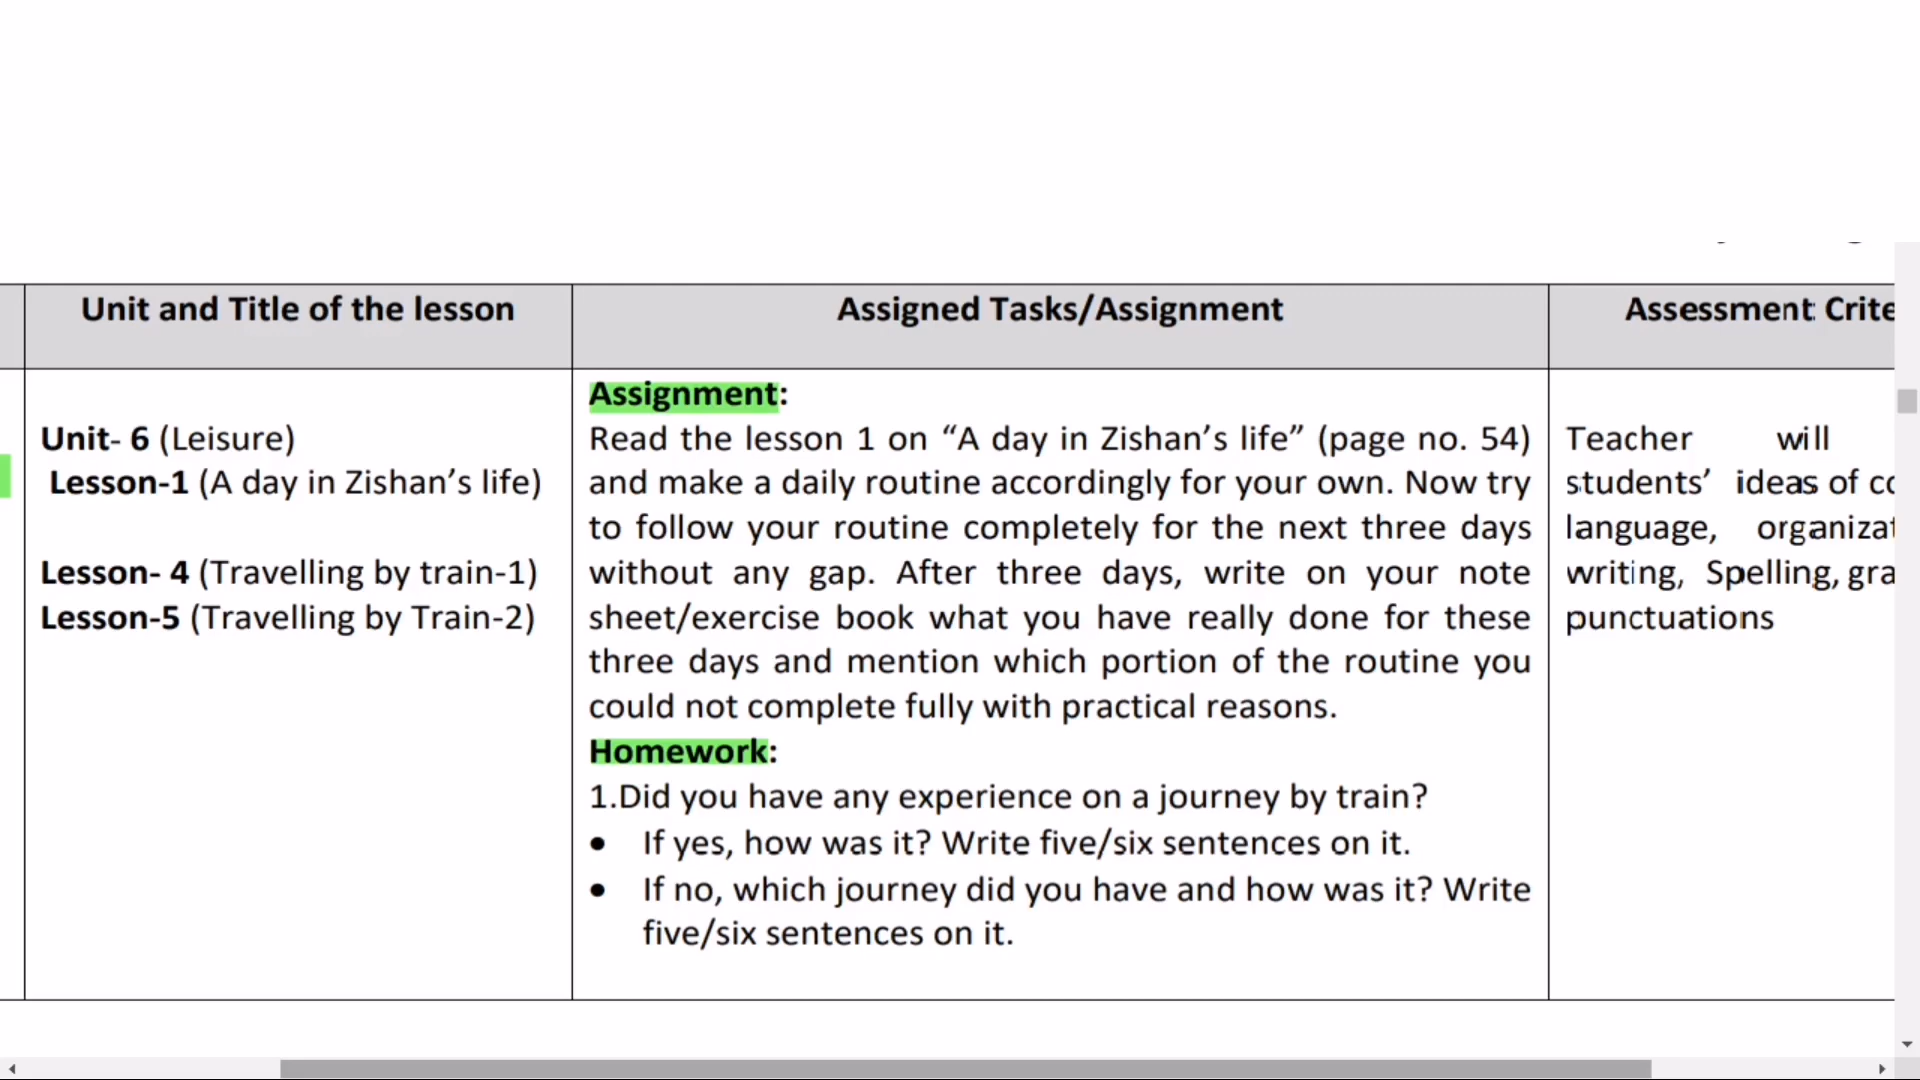 Unit and Title of the lesson
Assigned Tasks/Assignment
Assessment
Unit- 6 (Leisure)
Lesson-1 (A day in Zishan’s life)
Lesson- 4 (Travelling by train-1)
Lesson-5 (Travelling by Train-2)
Assignment:
Read the lesson 1 on “A day in Zishan’s life” (page no. 54)
and make a daily routine accordingly for your own. Now try
to follow your routine completely for the next three days
without any gap. After three days, write on your note
sheet/exercise book what you have really done for these
three days and mention which portion of the routine you
could not complete fully with practical reasons.
Homework:
1.Did you have any experience on a journey by train?
• If yes, how was it? Write five/six sentences on it.
• If no, which journey did you have and how was it? Write
five/six sentences on it.
Teacher will
students’ ideas of
language,
writing, Spelling,
punctuations